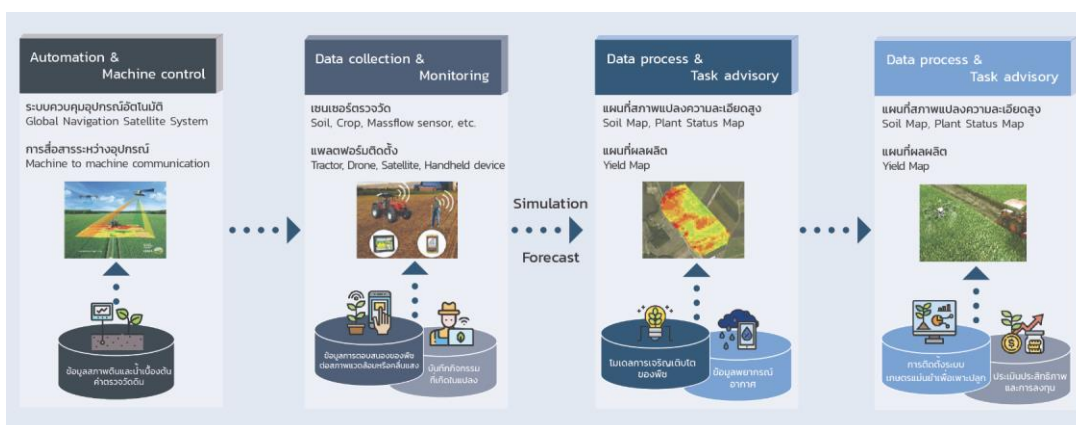 Automation &
Machine control
ระบบควบคุมอุปกรณ์อัตโนมัติ
Global Navigation Satellite System
การสื่อสารระหว่างอุปกรณ์
Machine to machine communication
ข้อมูลสภาพดินและน้ำเบื้องต้น
ค่าตรวจวัดดิน
Data collection &
Monitoring
เซนเซอร์ตรวจวัด
Soil, Crop, Massflow sensor, etc.
แพลตฟอร์มติดตั้ง
Tractor, Drone, Satellite, Handheld device
ข้อมูลการตอบสนองของพืช
ต่อสภาพแวดล้อมหรือคลื่นแสง
บันทึกกิจกรรม
ที่เกิดในแปลง
Simulation
Forecast
Data process &
Task advisory
แผนที่สภาพแปลงความละเอียดสูง
Soil Map, Plant Status Map
แผนที่ผลผลิต
Yield Map
โมเดลการเจริญเติบโต
ของพืช
ข้อมูลพยากรณ์
อากาศ
Data process &
Task advisory
แผนที่สภาพแปลงความละเอียดสูง
Soil Map, Plant Status Map
แผนที่ผลผลิต
Yield Map
การติดตั้งระบบ
เกษตรแม่นยำเพื่อเพาะปลูก
ประเมินประสิทธิภาพ
และการลงทุน